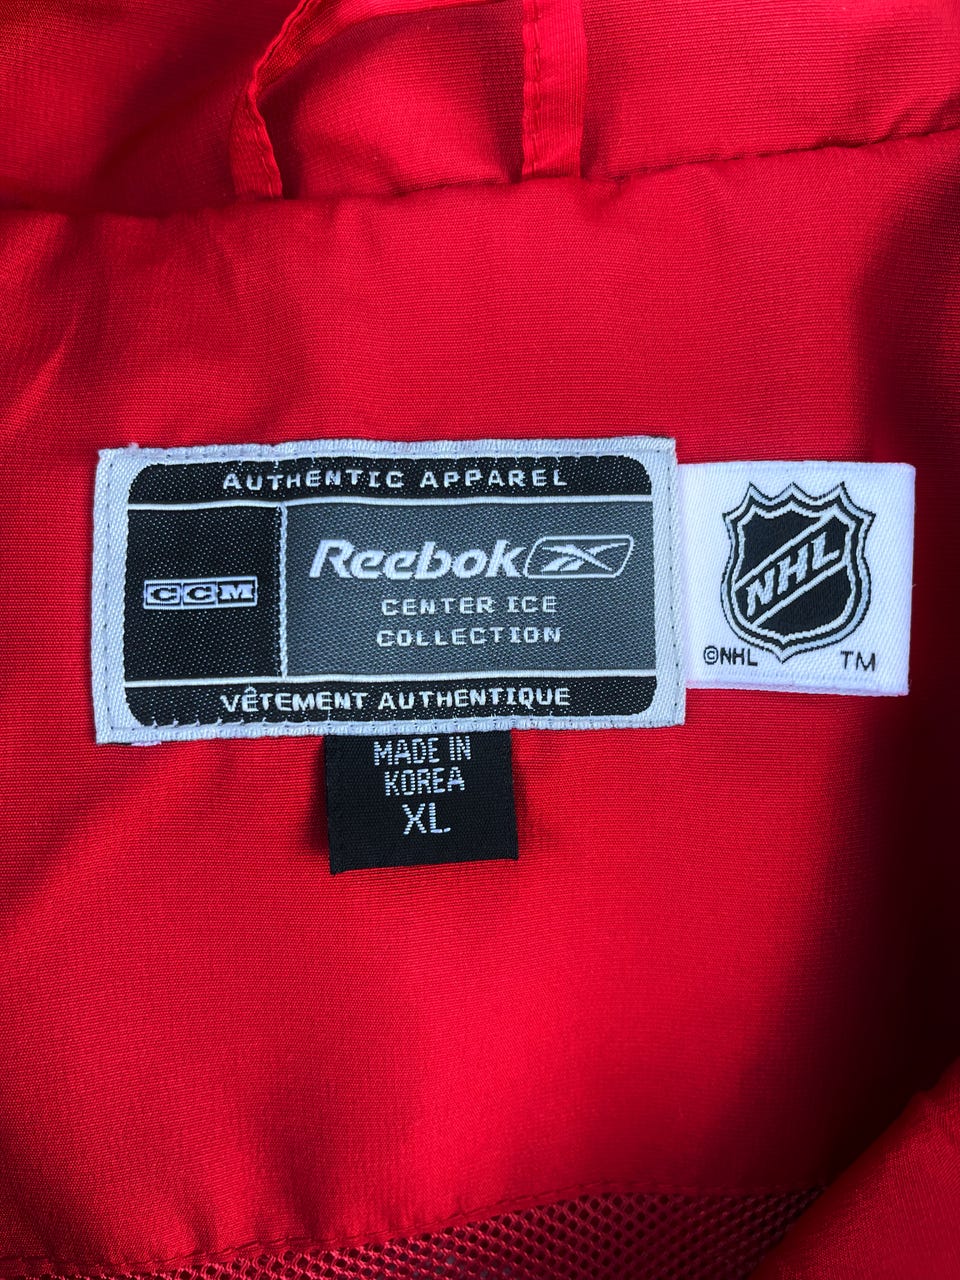 AUTHENTIC APPAREL
CCM
Reebok
CENTER ICE
COLLECTION
VÊTEMENT AUTHENTIQUE
NHL
©NHL TM
MADE IN
KOREA
XL